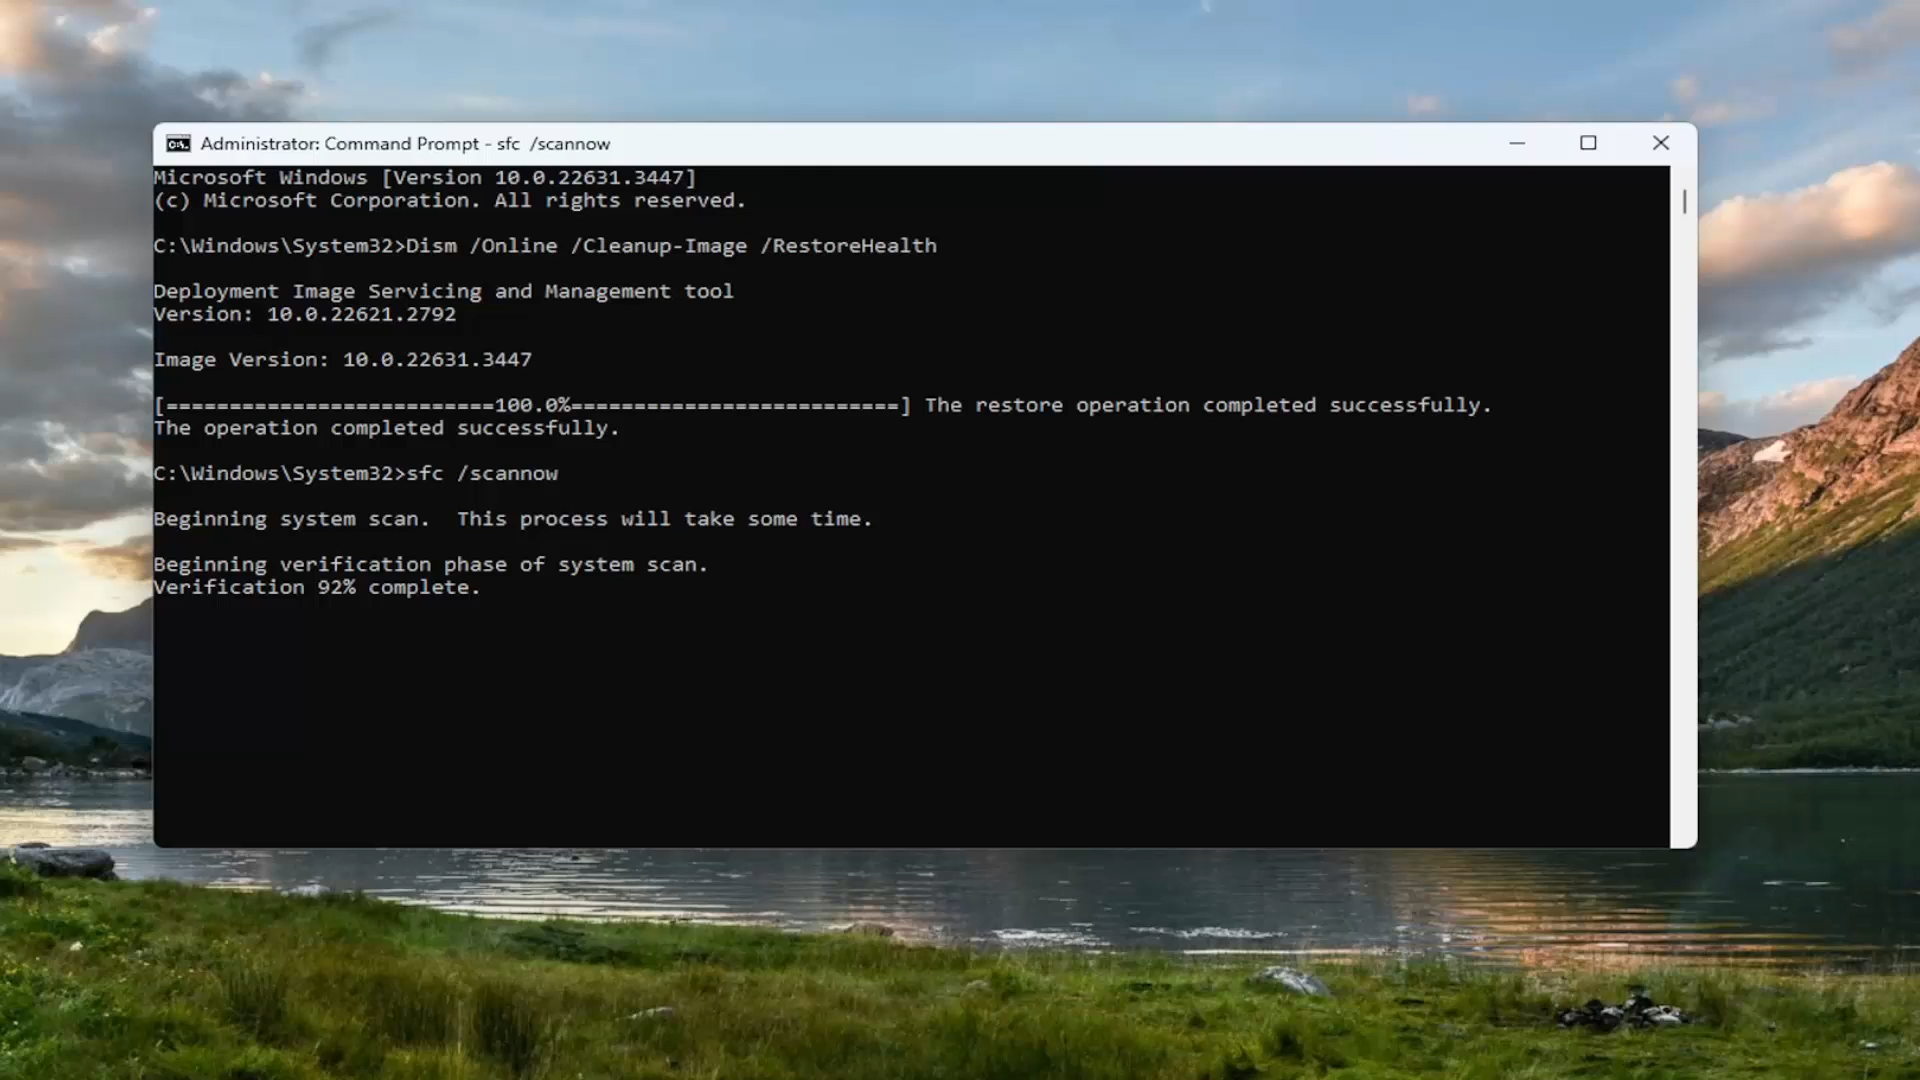 Administrator: Command Prompt - sfc  /scannow
Microsoft Windows [Version 10.0.22631.3447]
(c) Microsoft Corporation. All rights reserved.
C:\Windows\System32>Dism /Online /Cleanup-Image /RestoreHealth
Deployment Image Servicing and Management tool
Version: 10.0.22621.2792
Image Version: 10.0.22631.3447
[==========================100.0%==========================] The restore operation completed successfully.
The operation completed successfully.
C:\Windows\System32>sfc /scannow
Beginning system scan.  This process will take some time.
Beginning verification phase of system scan.
Verification 92% complete.